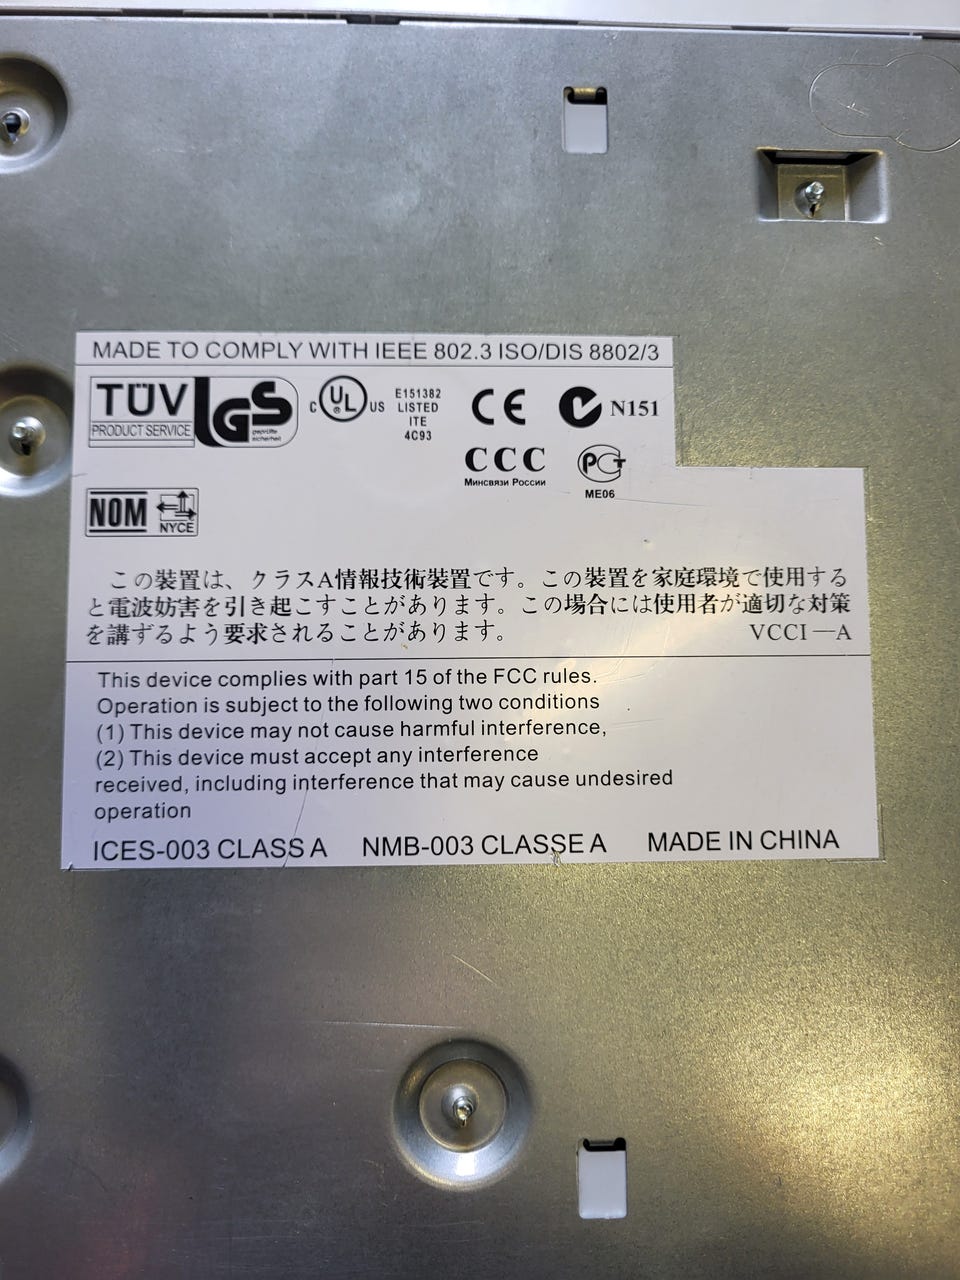 MADE TO COMPLY WITH IEEE 802.3 ISO/DIS 8802/3
TÜV
PRODUCT SERVICE
GS
geprüfte
sicherheit
C UL ® US
E151382
LISTED
ITE
4C93
CE
N151
CCC
Минсвязи России
РСТ
ME06
NOM
NYCE
この装置は、クラスA情報技術装置です。この装置を家庭環境で使用する
と電波妨害を引き起こすことがあります。この場合には使用者が適切な対策
を講ずるよう要求されることがあります。 VCCI—A
This device complies with part 15 of the FCC rules.
Operation is subject to the following two conditions
(1) This device may not cause harmful interference,
(2) This device must accept any interference
received, including interference that may cause undesired
operation
ICES-003 CLASS A NMB-003 CLASSE A MADE IN CHINA